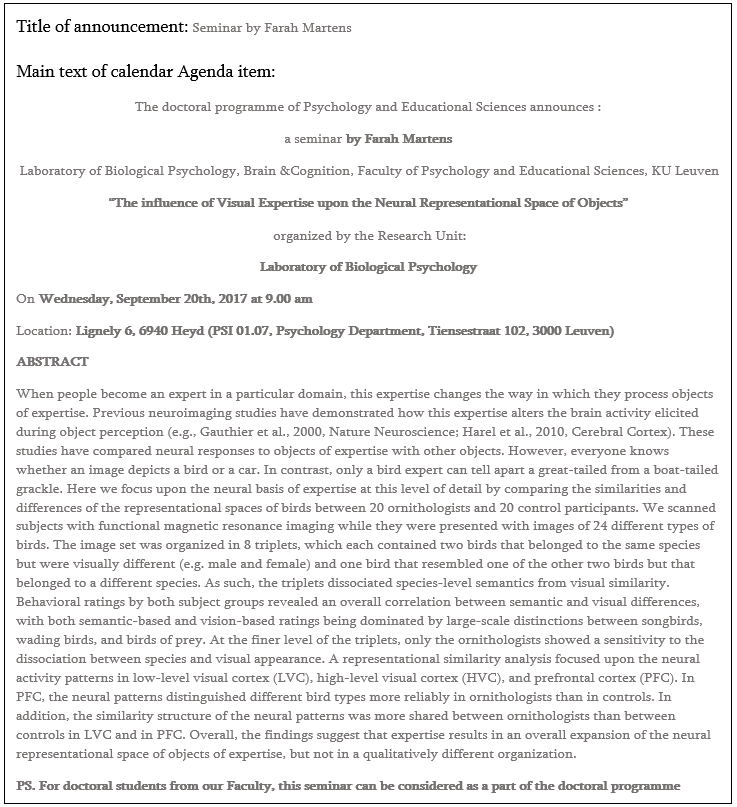 Title of announcement: Seminar by Farah Martens
Main text of calendar Agenda item:
The doctoral programme of Psychology and Educational Sciences announces :
a seminar by Farah Martens
Laboratory of Biological Psychology, Brain &Cognition, Faculty of Psychology and Educational Sciences, KU Leuven
“The influence of Visual Expertise upon the Neural Representational Space of Objects”
organized by the Research Unit:
Laboratory of Biological Psychology
On Wednesday, September 20th, 2017 at 9.00 am
Location: Lignely 6, 6940 Heyd (PSI 01.07, Psychology Department, Tiensestraat 102, 3000 Leuven)
ABSTRACT
When people become an expert in a particular domain, this expertise changes the way in which they process objects
of expertise. Previous neuroimaging studies have demonstrated how this expertise alters the brain activity elicited
during object perception (e.g., Gauthier et al., 2000, Nature Neuroscience; Harel et al., 2010, Cerebral Cortex). These
studies have compared neural responses to objects of expertise with other objects. However, everyone knows
whether an image depicts a bird or a car. In contrast, only a bird expert can tell apart a great-tailed from a boat-tailed
grackle. Here we focus upon the neural basis of expertise at this level of detail by comparing the similarities and
differences of the representational spaces of birds between 20 ornithologists and 20 control participants. We scanned
subjects with functional magnetic resonance imaging while they were presented with images of 24 different types of
birds. The image set was organized in 8 triplets, which each contained two birds that belonged to the same species
but were visually different (e.g. male and female) and one bird that resembled one of the other two birds but that
belonged to a different species. As such, the triplets dissociated species-level semantics from visual similarity.
Behavioral ratings by both subject groups revealed an overall correlation between semantic and visual differences,
with both semantic-based and vision-based ratings being dominated by large-scale distinctions between songbirds,
wading birds, and birds of prey. At the finer level of the triplets, only the ornithologists showed a sensitivity to the
dissociation between species and visual appearance. A representational similarity analysis focused upon the neural
activity patterns in low-level visual cortex (LVC), high-level visual cortex (HVC), and prefrontal cortex (PFC). In
PFC, the neural patterns distinguished different bird types more reliably in ornithologists than in controls. In
addition, the similarity structure of the neural patterns was more shared between ornithologists than between
controls in LVC and in PFC. Overall, the findings suggest that expertise results in an overall expansion of the neural
representational space of objects of expertise, but not in a qualitatively different organization.
PS. For doctoral students from our Faculty, this seminar can be considered as a part of the doctoral programme